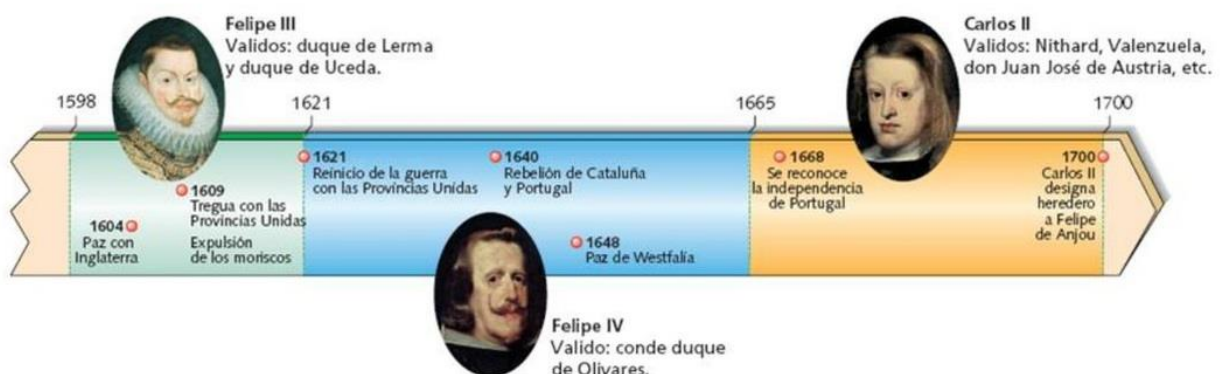 Felipe III
Validos: duque de Lerma
y duque de Uceda.
Carlos II
Validos: Nithard, Valenzuela,
don Juan José de Austria, etc.
1598
1621
1665
1700
1604
Paz con
Inglaterra
1609
Tregua con las
Provincias Unidas
Expulsión
de los moriscos
1621
Reinicio de la guerra
con las Provincias Unidas
1640
Rebelión de Cataluña
y Portugal
1648
Paz de Westfalía
1668
Se reconoce
la independencia
de Portugal
1700
Carlos II
designa
heredero
a Felipe
de Anjou
Felipe IV
Valido: conde duque
de Olivares.